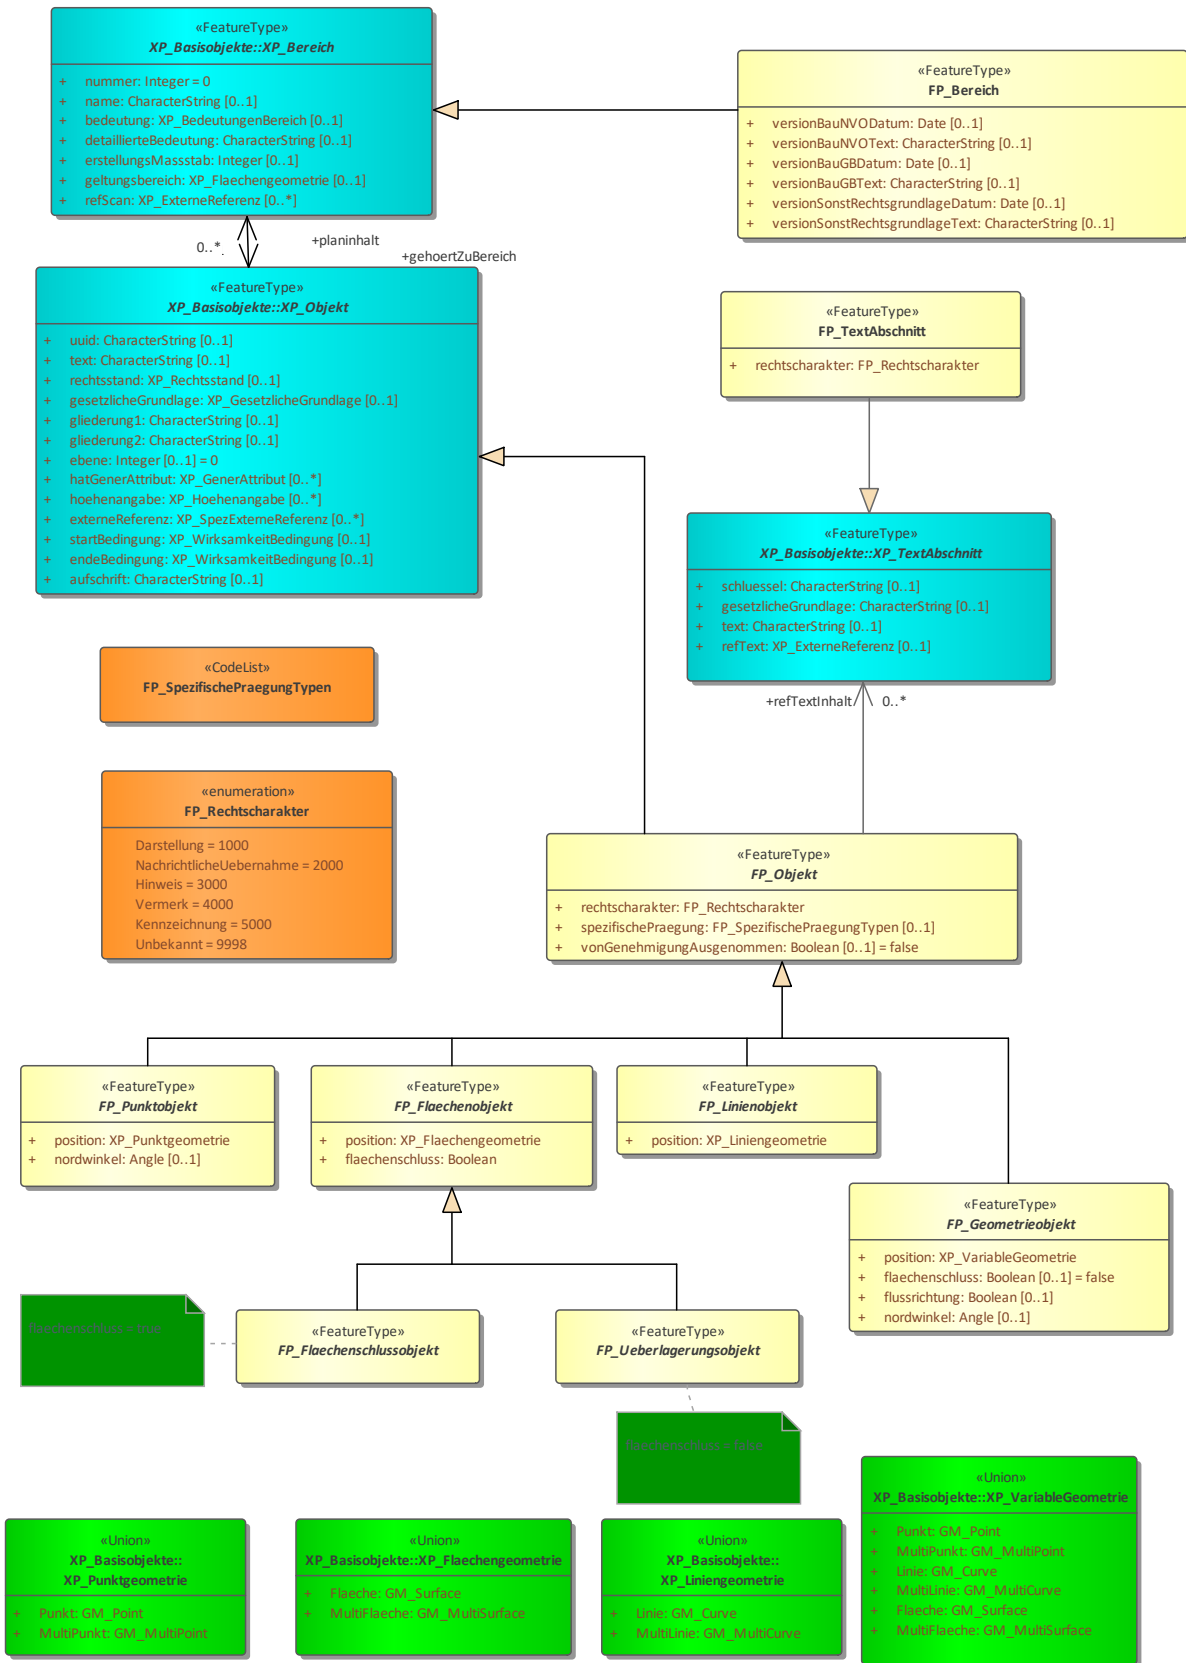 «FeatureType»
XP_Basisobjekte::XP_Bereich
+ nummer: Integer = 0
+ name: CharacterString [0..1]
+ bedeutung: XP_BedeutungenBereich [0..1]
+ detaillierteBedeutung: CharacterString [0..1]
+ erstellungsMassstab: Integer [0..1]
+ geltungsbereich: XP_Flaechengeometrie [0..1]
+ refScan: XP_ExterneReferenz [0..*]
«FeatureType»
FP_Bereich
+ versionBauNVODatum: Date [0..1]
+ versionBauNVOText: CharacterString [0..1]
+ versionBauGBDatum: Date [0..1]
+ versionBauGBText: CharacterString [0..1]
+ versionSonstRechtsgrundlageDatum: Date [0..1]
+ versionSonstRechtsgrundlageText: CharacterString [0..1]
0..*
+planinhalt
+gehoertZuBereich
«FeatureType»
XP_Basisobjekte::XP_Objekt
+ uuid: CharacterString [0..1]
+ text: CharacterString [0..1]
+ rechtsstand: XP_Rechtsstand [0..1]
+ gesetzlicheGrundlage: XP_GesetzlicheGrundlage [0..1]
+ gliederung1: CharacterString [0..1]
+ gliederung2: CharacterString [0..1]
+ ebene: Integer [0..1] = 0
+ hatGenerAttribut: XP_GenerAttribut [0..*]
+ hoehenangabe: XP_Hoehenangabe [0..*]
+ externeReferenz: XP_SpezExterneReferenz [0..*]
+ startBedingung: XP_WirksamkeitBedingung [0..1]
+ endeBedingung: XP_WirksamkeitBedingung [0..1]
+ aufschrift: CharacterString [0..1]
«FeatureType»
FP_TextAbschnitt
+ rechtscharakter: FP_Rechtscharakter
«FeatureType»
XP_Basisobjekte::XP_TextAbschnitt
+ schluessel: CharacterString [0..1]
+ gesetzlicheGrundlage: CharacterString [0..1]
+ text: CharacterString [0..1]
+ refText: XP_ExterneReferenz [0..1]
+refTextInhalt
0..*
«CodeList»
FP_SpezifischePraegungTypen
«enumeration»
FP_Rechtscharakter
Darstellung = 1000
NachrichtlicheUebernahme = 2000
Hinweis = 3000
Vermerk = 4000
Kennzeichnung = 5000
Unbekannt = 9998
«FeatureType»
FP_Objekt
+ rechtscharakter: FP_Rechtscharakter
+ spezifischePraegung: FP_SpezifischePraegungTypen [0..1]
+ vonGenehmigungAusgenommen: Boolean [0..1] = false
«FeatureType»
FP_Punktobjekt
+ position: XP_Punktgeometrie
+ nordwinkel: Angle [0..1]
«FeatureType»
FP_Flaechenobjekt
+ position: XP_Flaechengeometrie
+ flaechenschluss: Boolean
«FeatureType»
FP_Linienobjekt
+ position: XP_Liniengeometrie
«FeatureType»
FP_Geometrieobjekt
+ position: XP_VariableGeometrie
+ flaechenschluss: Boolean [0..1] = false
+ flussrichtung: Boolean [0..1]
+ nordwinkel: Angle [0..1]
«FeatureType»
FP_Flaechenschlussobjekt
«FeatureType»
FP_Ueberlagerungsobjekt
«Union»
XP_Basisobjekte::
XP_Punktgeometrie
+ Punkt: GM_Point
+ MultiPunkt: GM_MultiPoint
«Union»
XP_Basisobjekte::XP_Flaechengeometrie
+ Flaeche: GM_Surface
+ MultiFlaeche: GM_MultiSurface
«Union»
XP_Basisobjekte::
XP_Liniengeometrie
+ Linie: GM_Curve
+ MultiLinie: GM_MultiCurve
«Union»
XP_Basisobjekte::XP_VariableGeometrie
+ Punkt: GM_Point
+ MultiPunkt: GM_MultiPoint
+ Linie: GM_Curve
+ MultiLinie: GM_MultiCurve
+ Flaeche: GM_Surface
+ MultiFlaeche: GM_MultiSurface